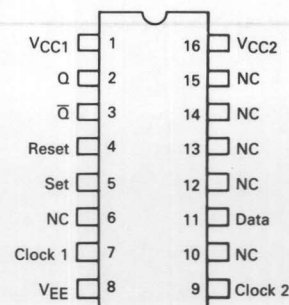 VCC1 1 16 VCC2
Q 2 15 NC
Q̅ 3 14 NC
Reset 4 13 NC
Set 5 12 NC
NC 6 11 Data
Clock 1 7 10 NC
VEE 8 9 Clock 2